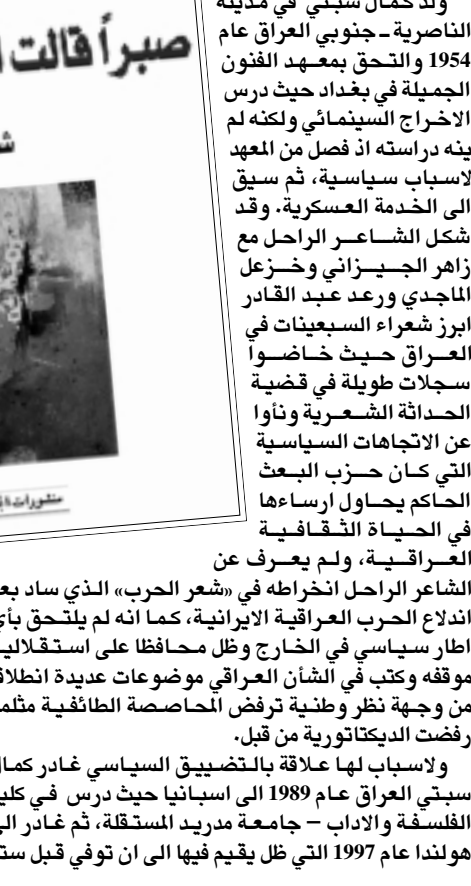 صبراً قالت
منشورات
ولد كمال سبتي في مدينة
الناصرية ـ جنوبي العراق عام
1954 والتحق بمعهد الفنون
الجميلة في بغداد حيث درس
الاخراج السينمائي ولكنه لم
ينه دراسته اذ فصل من المعهد
لاسباب سياسية، ثم سيق
الى الخدمة العسكرية. وقد
شكل الشاعر الراحل مع
زاهر الجيزاني وخزعل
الماجدي ورعد عبد القادر
ابرز شعراء السبعينات في
العراق حيث خاضوا
سجلات طويلة في قضية
الحداثة الشعرية ونأوا
عن الاتجاهات السياسية
التي كان حزب البعث
الحاكم يحاول ارساءها
في الحياة الثقافية
العراقية، ولم يعرف عن
الشاعر الراحل انخراطه في «شعر الحرب» الذي ساد
اندلاع الحرب العراقية الايرانية، كما انه لم يلتحق
اطار سياسي في الخارج وظل محافظا على
موقفه وكتب في الشأن العراقي موضوعات عديدة
من وجهة نظر وطنية ترفض المحاصصة الطائفية
رفضت الديكتاتورية من قبل.
ولاسباب لها علاقة بالتضييق السياسي غادر
سبتي العراق عام 1989 الى اسبانيا حيث درس في
الفلسفة والاداب – جامعة مدريد المستقلة، ثم غادر
هولندا عام 1997 التي ظل يقيم فيها الى ان توفي قبل